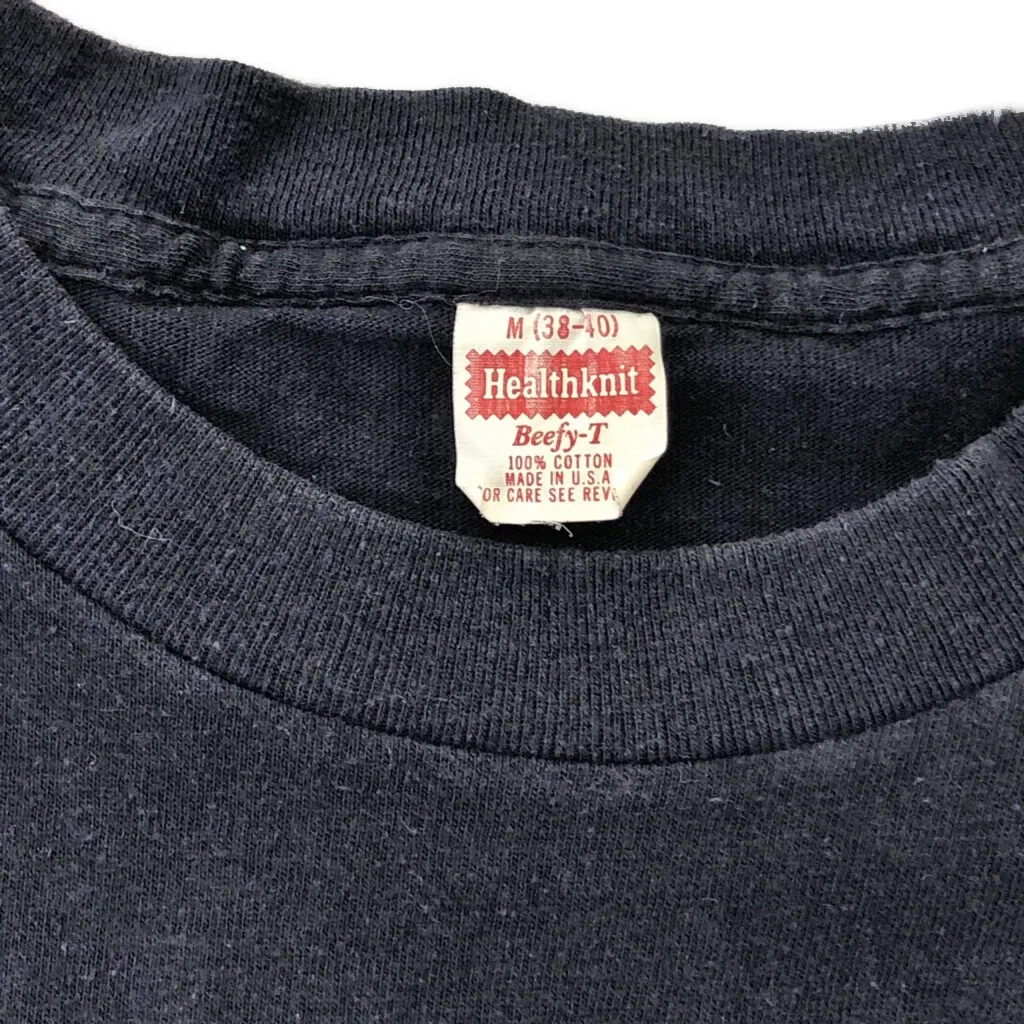 M (38-40)
Healthknit
Beefy-T
100% COTTON
MADE IN U.S.A
OR CARE SEE REV